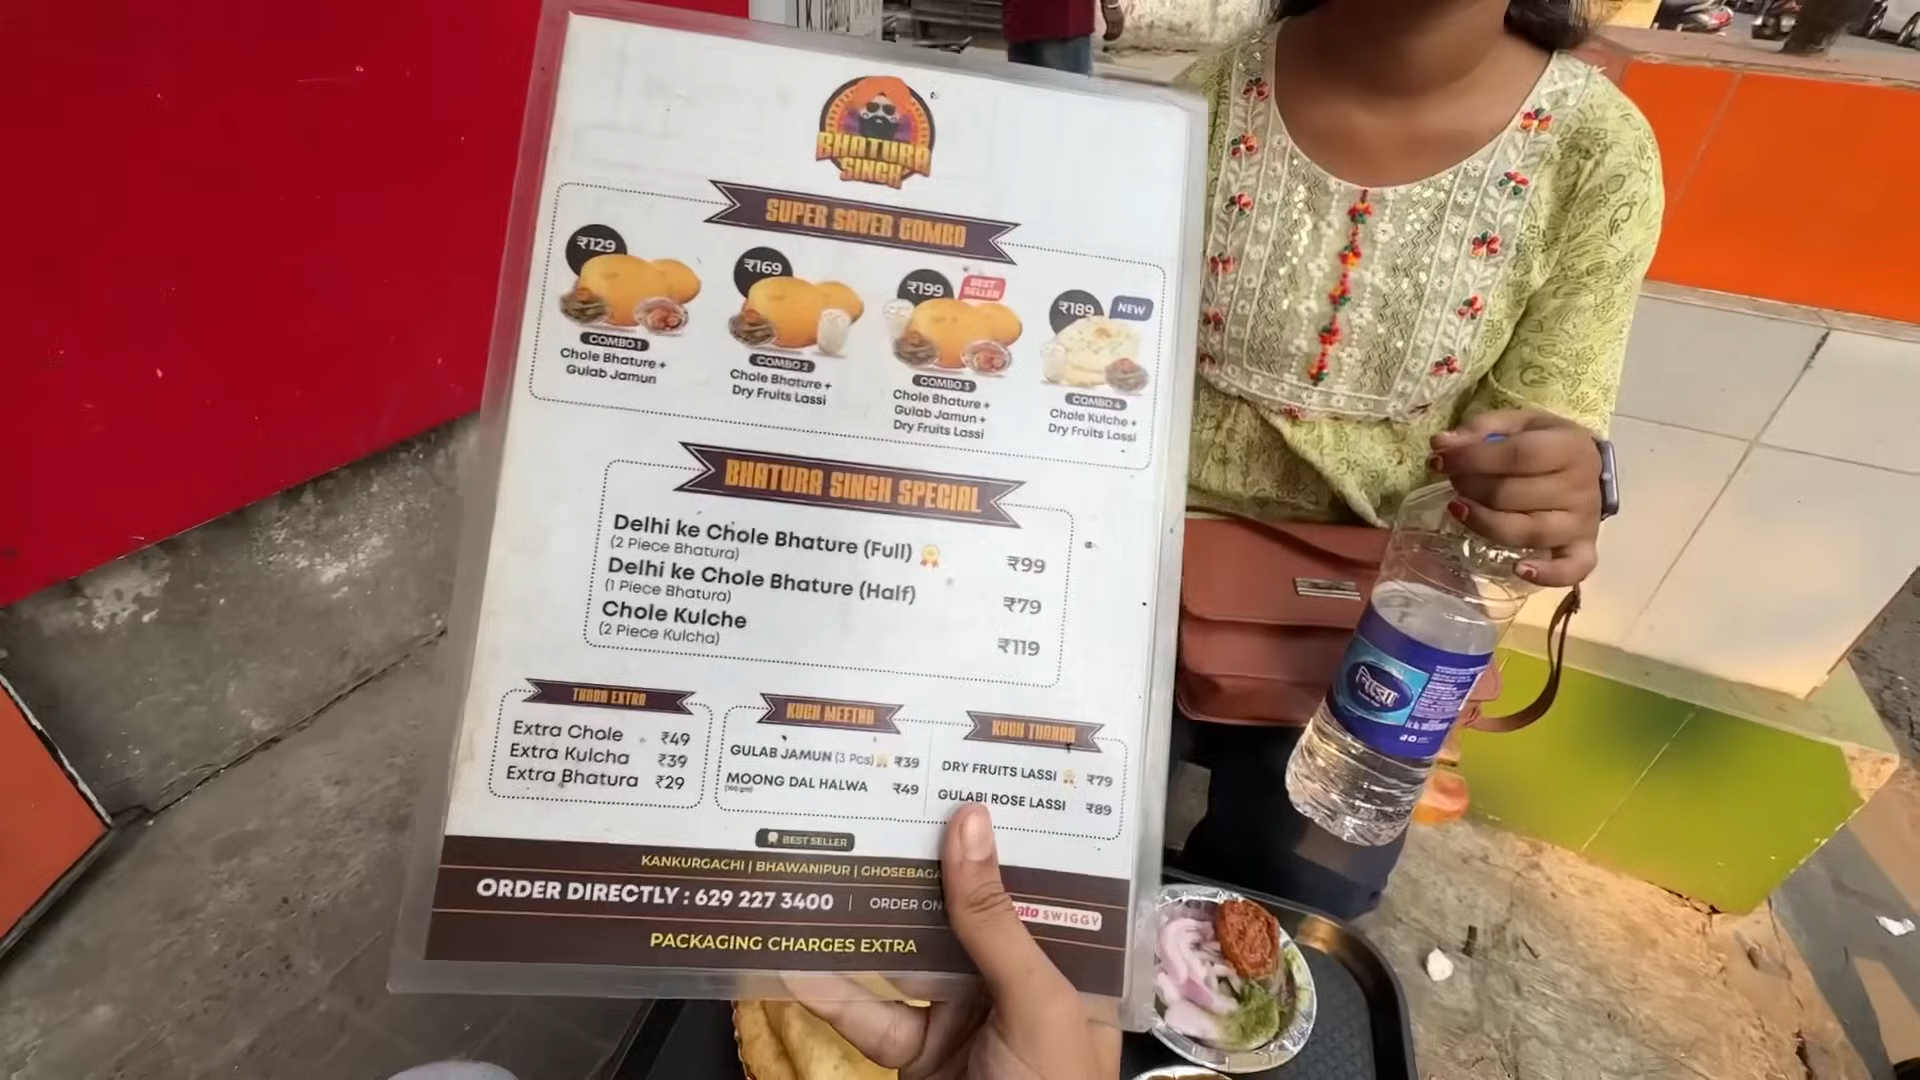 BHATURA
SINGH
SUPER SAVER COMBO
₹129
COMBO 1
Chole Bhature +
Gulab Jamun
₹169
COMBO 2
Chole Bhature +
Dry Fruits Lassi
₹199
BEST
SELLER
COMBO 3
Chole Bhature +
Gulab Jamun +
Dry Fruits Lassi
₹189
NEW
COMBO 4
Chole Kulche +
Dry Fruits Lassi
BHATURA SINGH SPECIAL
Delhi ke Chole Bhature (Full) ₹99
(2 Piece Bhatura)
Delhi ke Chole Bhature (Half) ₹79
(1 Piece Bhatura)
Chole Kulche ₹119
(2 Piece Kulcha)
THODA EXTRA
Extra Chole ₹49
Extra Kulcha ₹39
Extra Bhatura ₹29
KUCH MEETHA
GULAB JAMUN (3 Pcs) ₹39
MOONG DAL HALWA ₹49
(100 gm)
KUCH THANDA
DRY FRUITS LASSI ₹79
GULABI ROSE LASSI ₹89
BEST SELLER
KANKURGACHI | BHAWANIPUR | GHOSEBAGA
ORDER DIRECTLY : 629 227 3400 | ORDER ON ato SWIGGY
PACKAGING CHARGES EXTRA